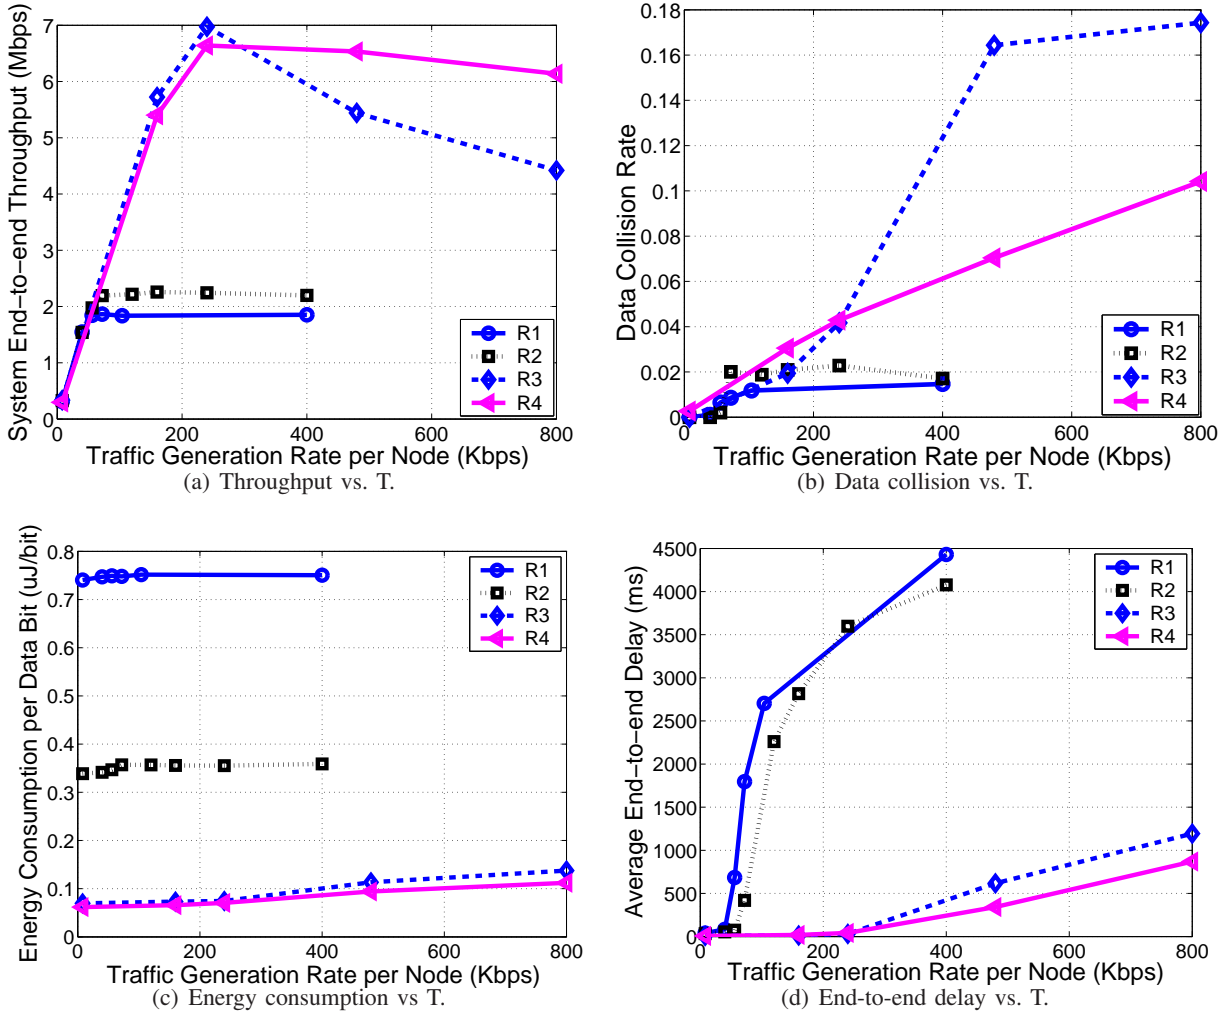 System End−to−end Throughput (Mbps)
7
6
5
4
3
2
1
0
0 200 400 600 800
R1
R2
R3
R4
Traffic Generation Rate per Node (Kbps)
(a) Throughput vs. T.
Data Collision Rate
0.18
0.16
0.14
0.12
0.1
0.08
0.06
0.04
0.02
0
0 200 400 600 800
R1
R2
R3
R4
Traffic Generation Rate per Node (Kbps)
(b) Data collision vs. T.
Energy Consumption per Data Bit (uJ/bit)
0.8
0.7
0.6
0.5
0.4
0.3
0.2
0.1
0
0 200 400 600 800
R1
R2
R3
R4
Traffic Generation Rate per Node (Kbps)
(c) Energy consumption vs T.
Average End−to−end Delay (ms)
4500
4000
3500
3000
2500
2000
1500
1000
500
0
0 200 400 600 800
R1
R2
R3
R4
Traffic Generation Rate per Node (Kbps)
(d) End-to-end delay vs. T.